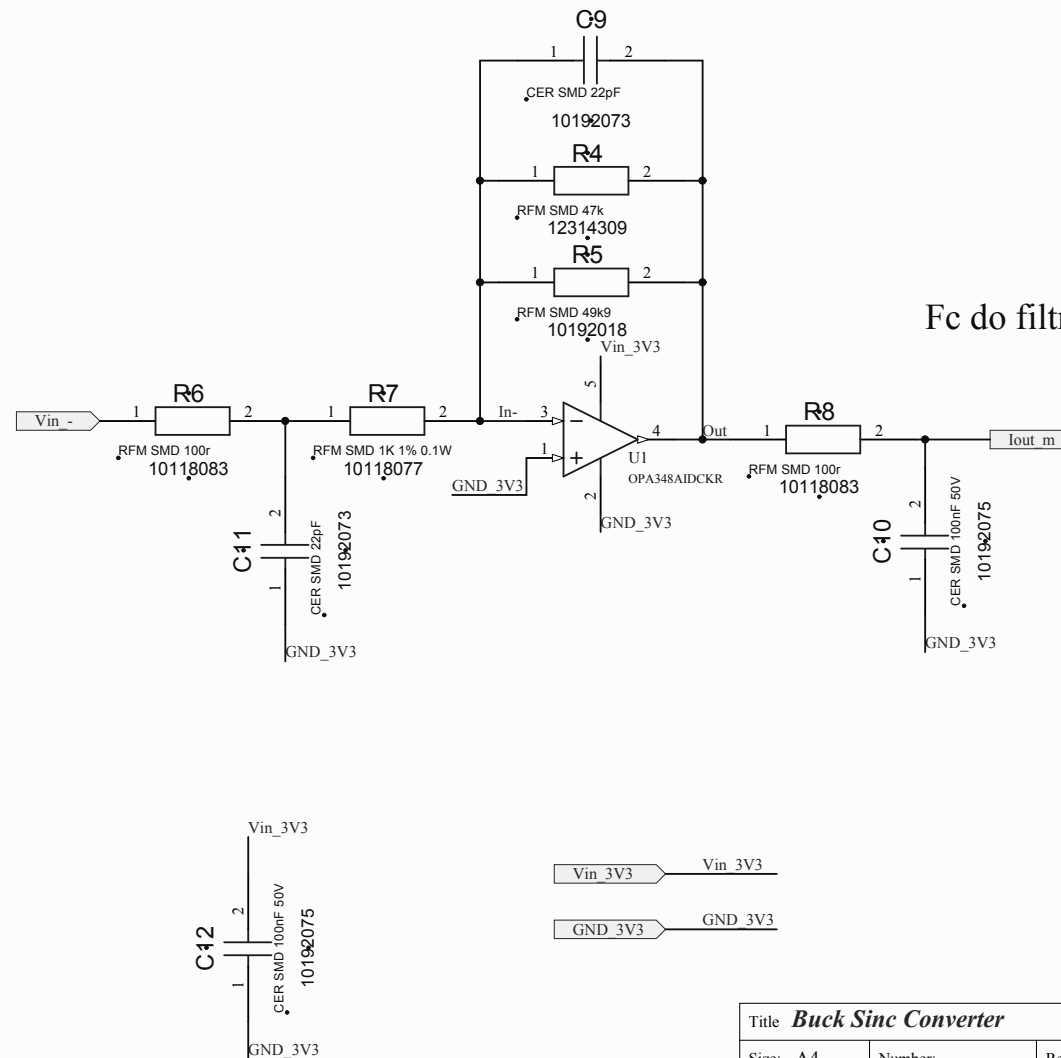 C9
1 2
CER SMD 22pF
10192073
R4
1 2
RFM SMD 47k
12314309
R5
1 2
RFM SMD 49k9
10192018
Fc do
Vin_3V3
5
Vin_-
R6
1 2
RFM SMD 100r
10118083
R7
1 2
RFM SMD 1K 1% 0.1W
10118077
In-
3
1
4
Out
U1
OPA348AIDCKR
2
GND_3V3
GND_3V3
R8
1 2
RFM SMD 100r
10118083
Iout_m
C11
2
1
CER SMD 22pF
10192073
GND_3V3
C10
2
1
CER SMD 100nF 50V
10192075
GND_3V3
Vin_3V3
C12
2
1
CER SMD 100nF 50V
10192075
GND_3V3
Vin_3V3 Vin_3V3
GND_3V3 GND_3V3
Title Buck Sinc Converter